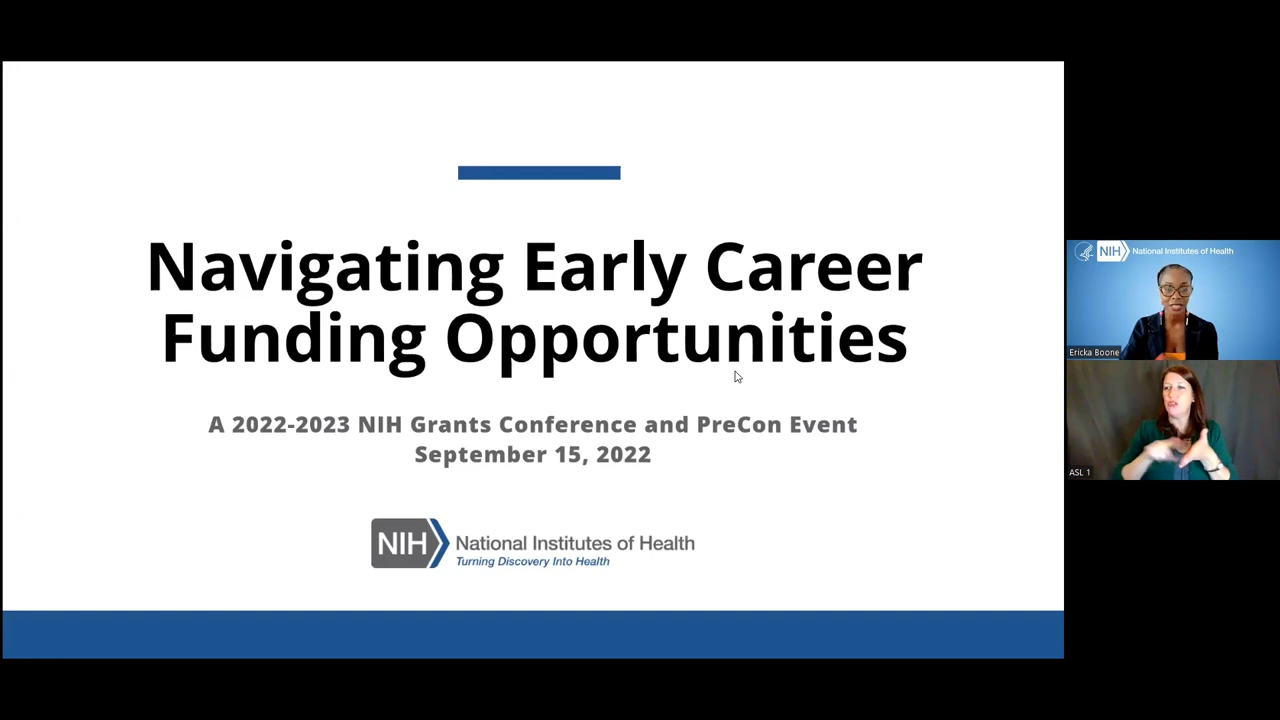 Navigating Early Career
Funding Opportunities
A 2022-2023 NIH Grants Conference and PreCon Event
September 15, 2022
NIH
National Institutes of Health
Turning Discovery Into Health
NIH National Institutes of Health
Ericka Boone
ASL 1